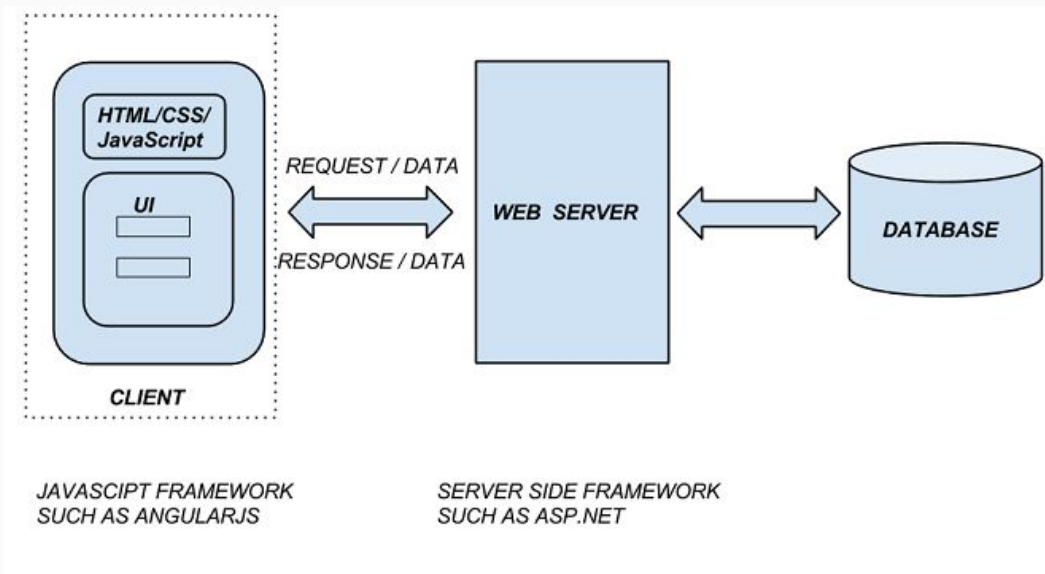 HTML/CSS/
JavaScript
UI
CLIENT
REQUEST / DATA
RESPONSE / DATA
WEB SERVER
DATABASE
JAVASCIPT FRAMEWORK
SUCH AS ANGULARJS
SERVER SIDE FRAMEWORK
SUCH AS ASP.NET